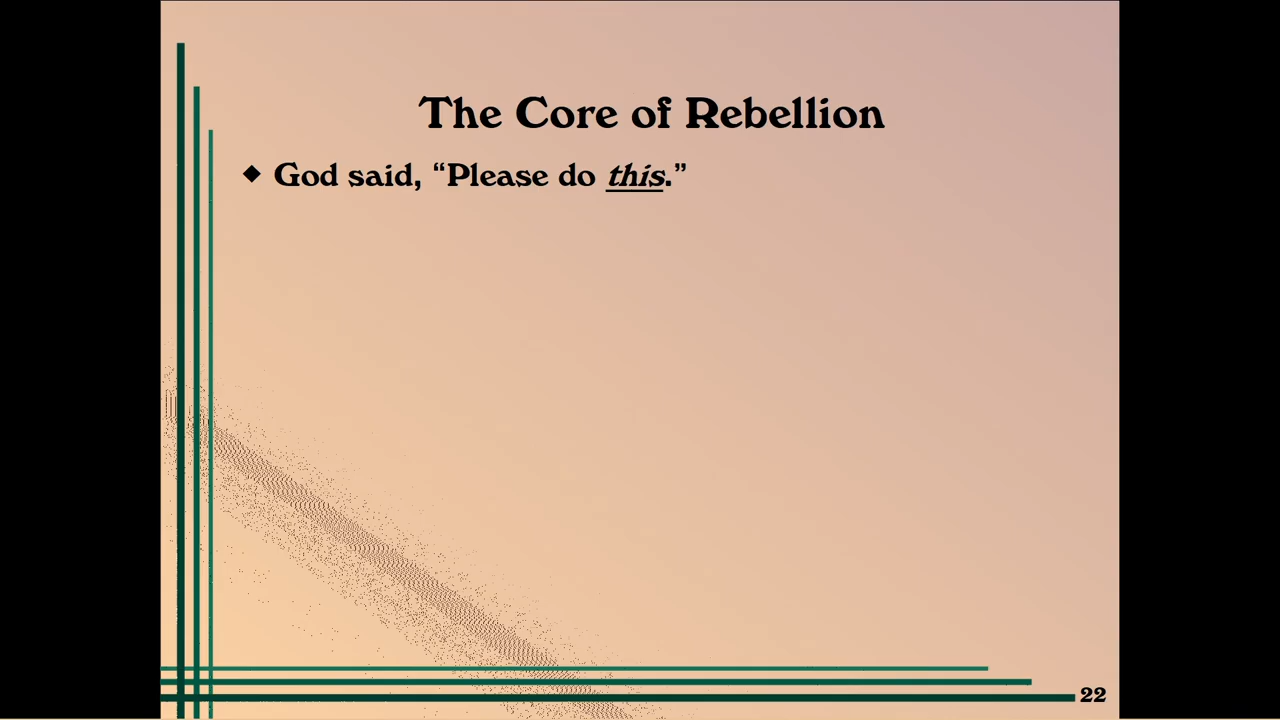 The Core of Rebellion
◆ God said, “Please do this.”
22